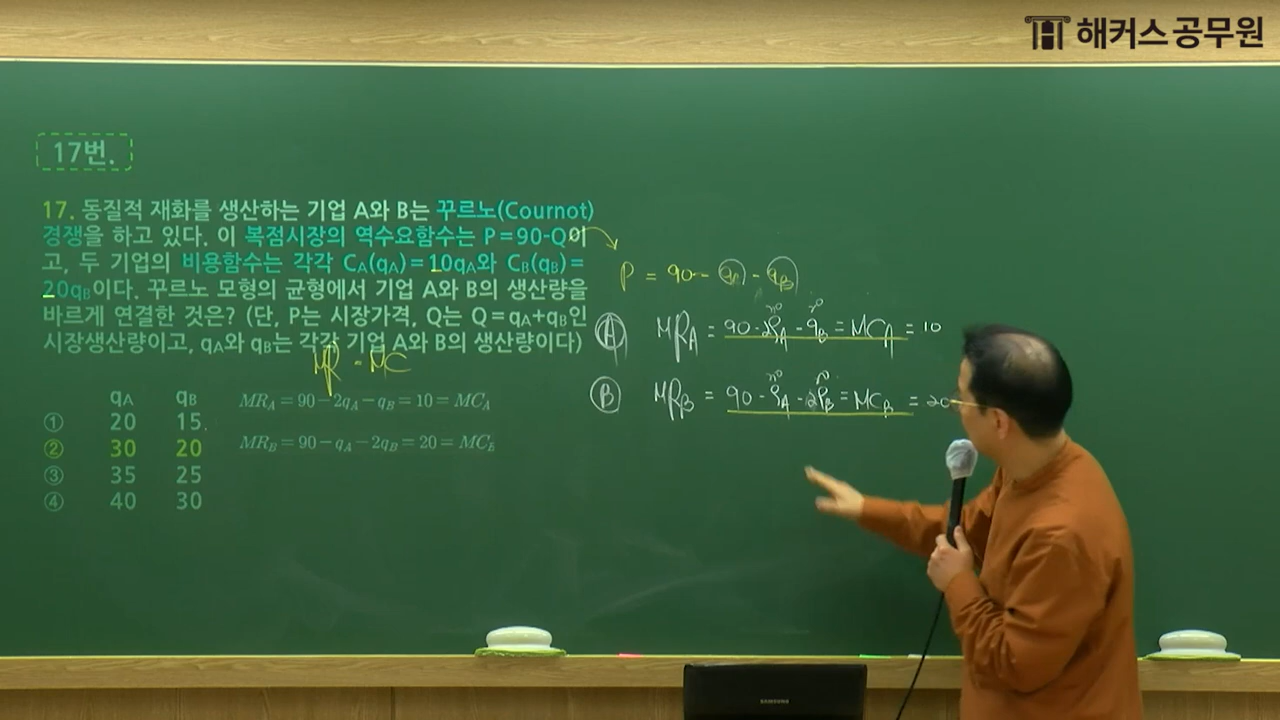 해커스공무원
17번.
17. 동질적 재화를 생산하는 기업 A와 B는 꾸르노(Cournot)
경쟁을 하고 있다. 이 복점시장의 역수요함수는 P=90-Q이
고, 두 기업의 비용함수는 각각 CA(qA)=10qA와 CB(qB)=
20qB이다. 꾸르노 모형의 균형에서 기업 A와 B의 생산량을
바르게 연결한 것은? (단, P는 시장가격, Q는 Q=qA+qB인
시장생산량이고, qA와 qB는 각각 기업 A와 B의 생산량이다)
MR = MC
qA qB
① 20 15
② 30 20
③ 35 25
④ 40 30
MRA = 90-2qA-qB = 10 = MCA
MRB = 90-qA-2qB = 20 = MCB
P = 90 - qA - qB
Ⓐ MRA = 90 - 2qA - qB = MCA = 10
Ⓑ MRB = 90 - qA - 2qB = MCB = 20
SAMSUNG